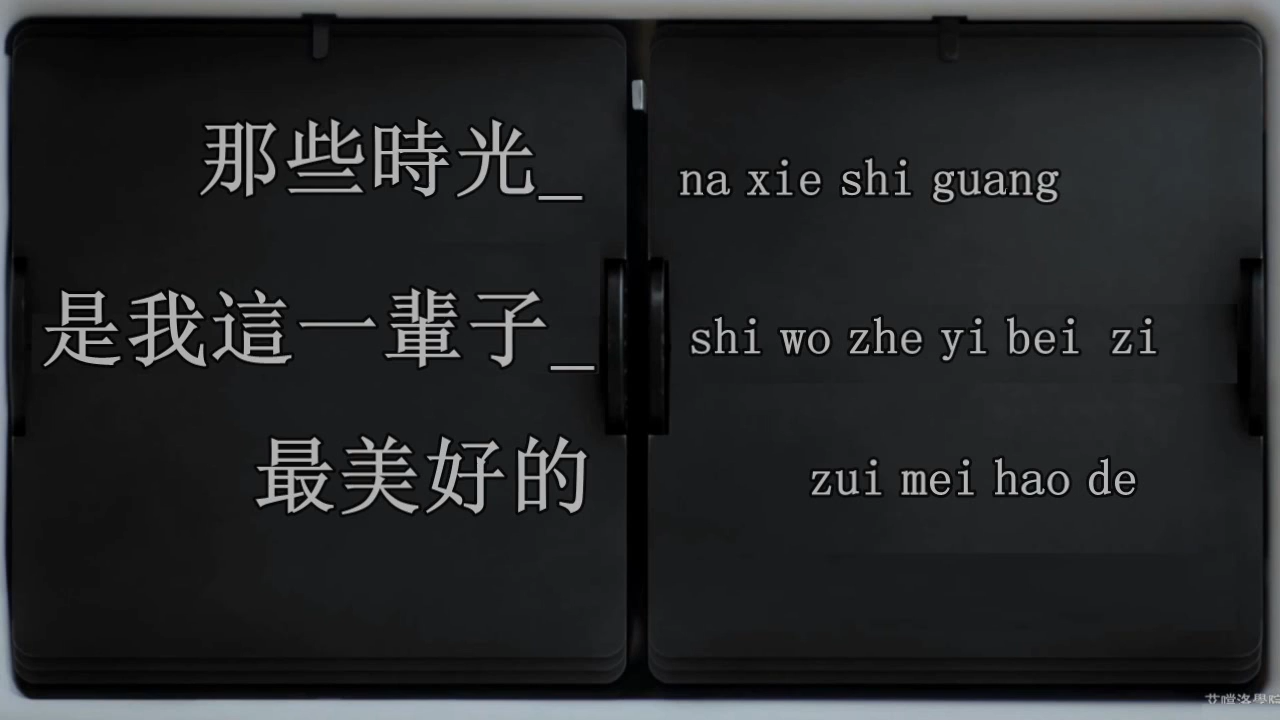 那些時光_
na xie shi guang
是我這一輩子_
shi wo zhe yi bei zi
最美好的
zui mei hao de